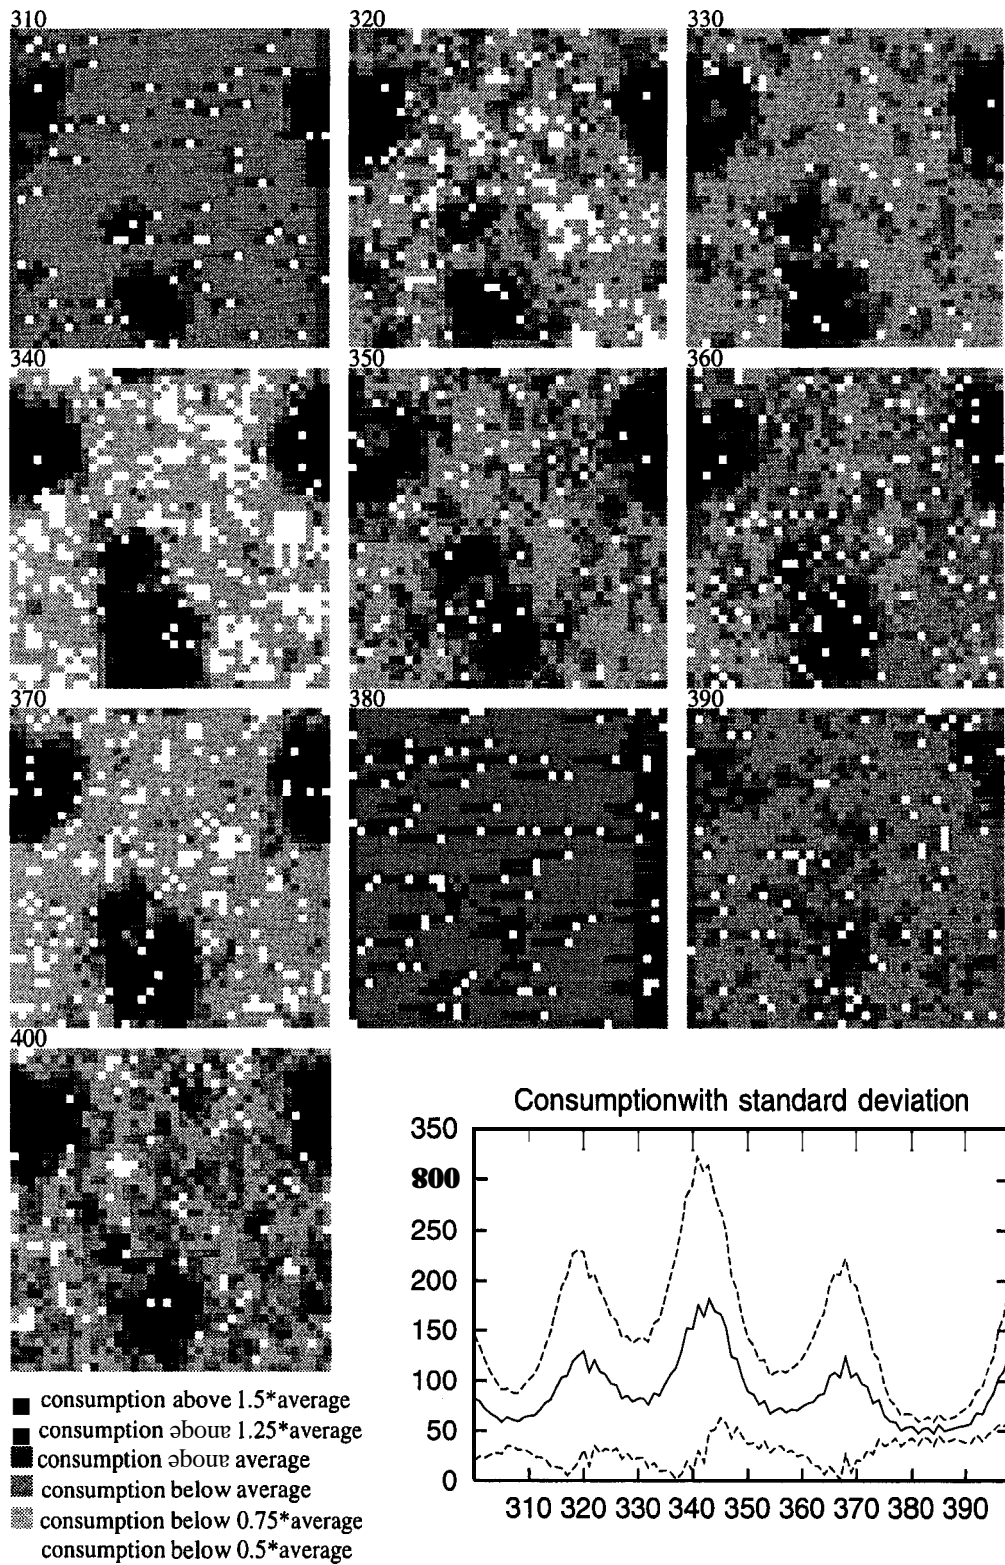 310 320 330
340 350 360
370 380 390
400
Consumptionwith standard deviation
350
800
250
200
150
100
50
0
310 320 330 340 350 360 370 380 390
consumption above 1.5*average
consumption ǝbouɐ 1.25*average
consumption ǝbouɐ average
consumption below average
consumption below 0.75*average
consumption below 0.5*average